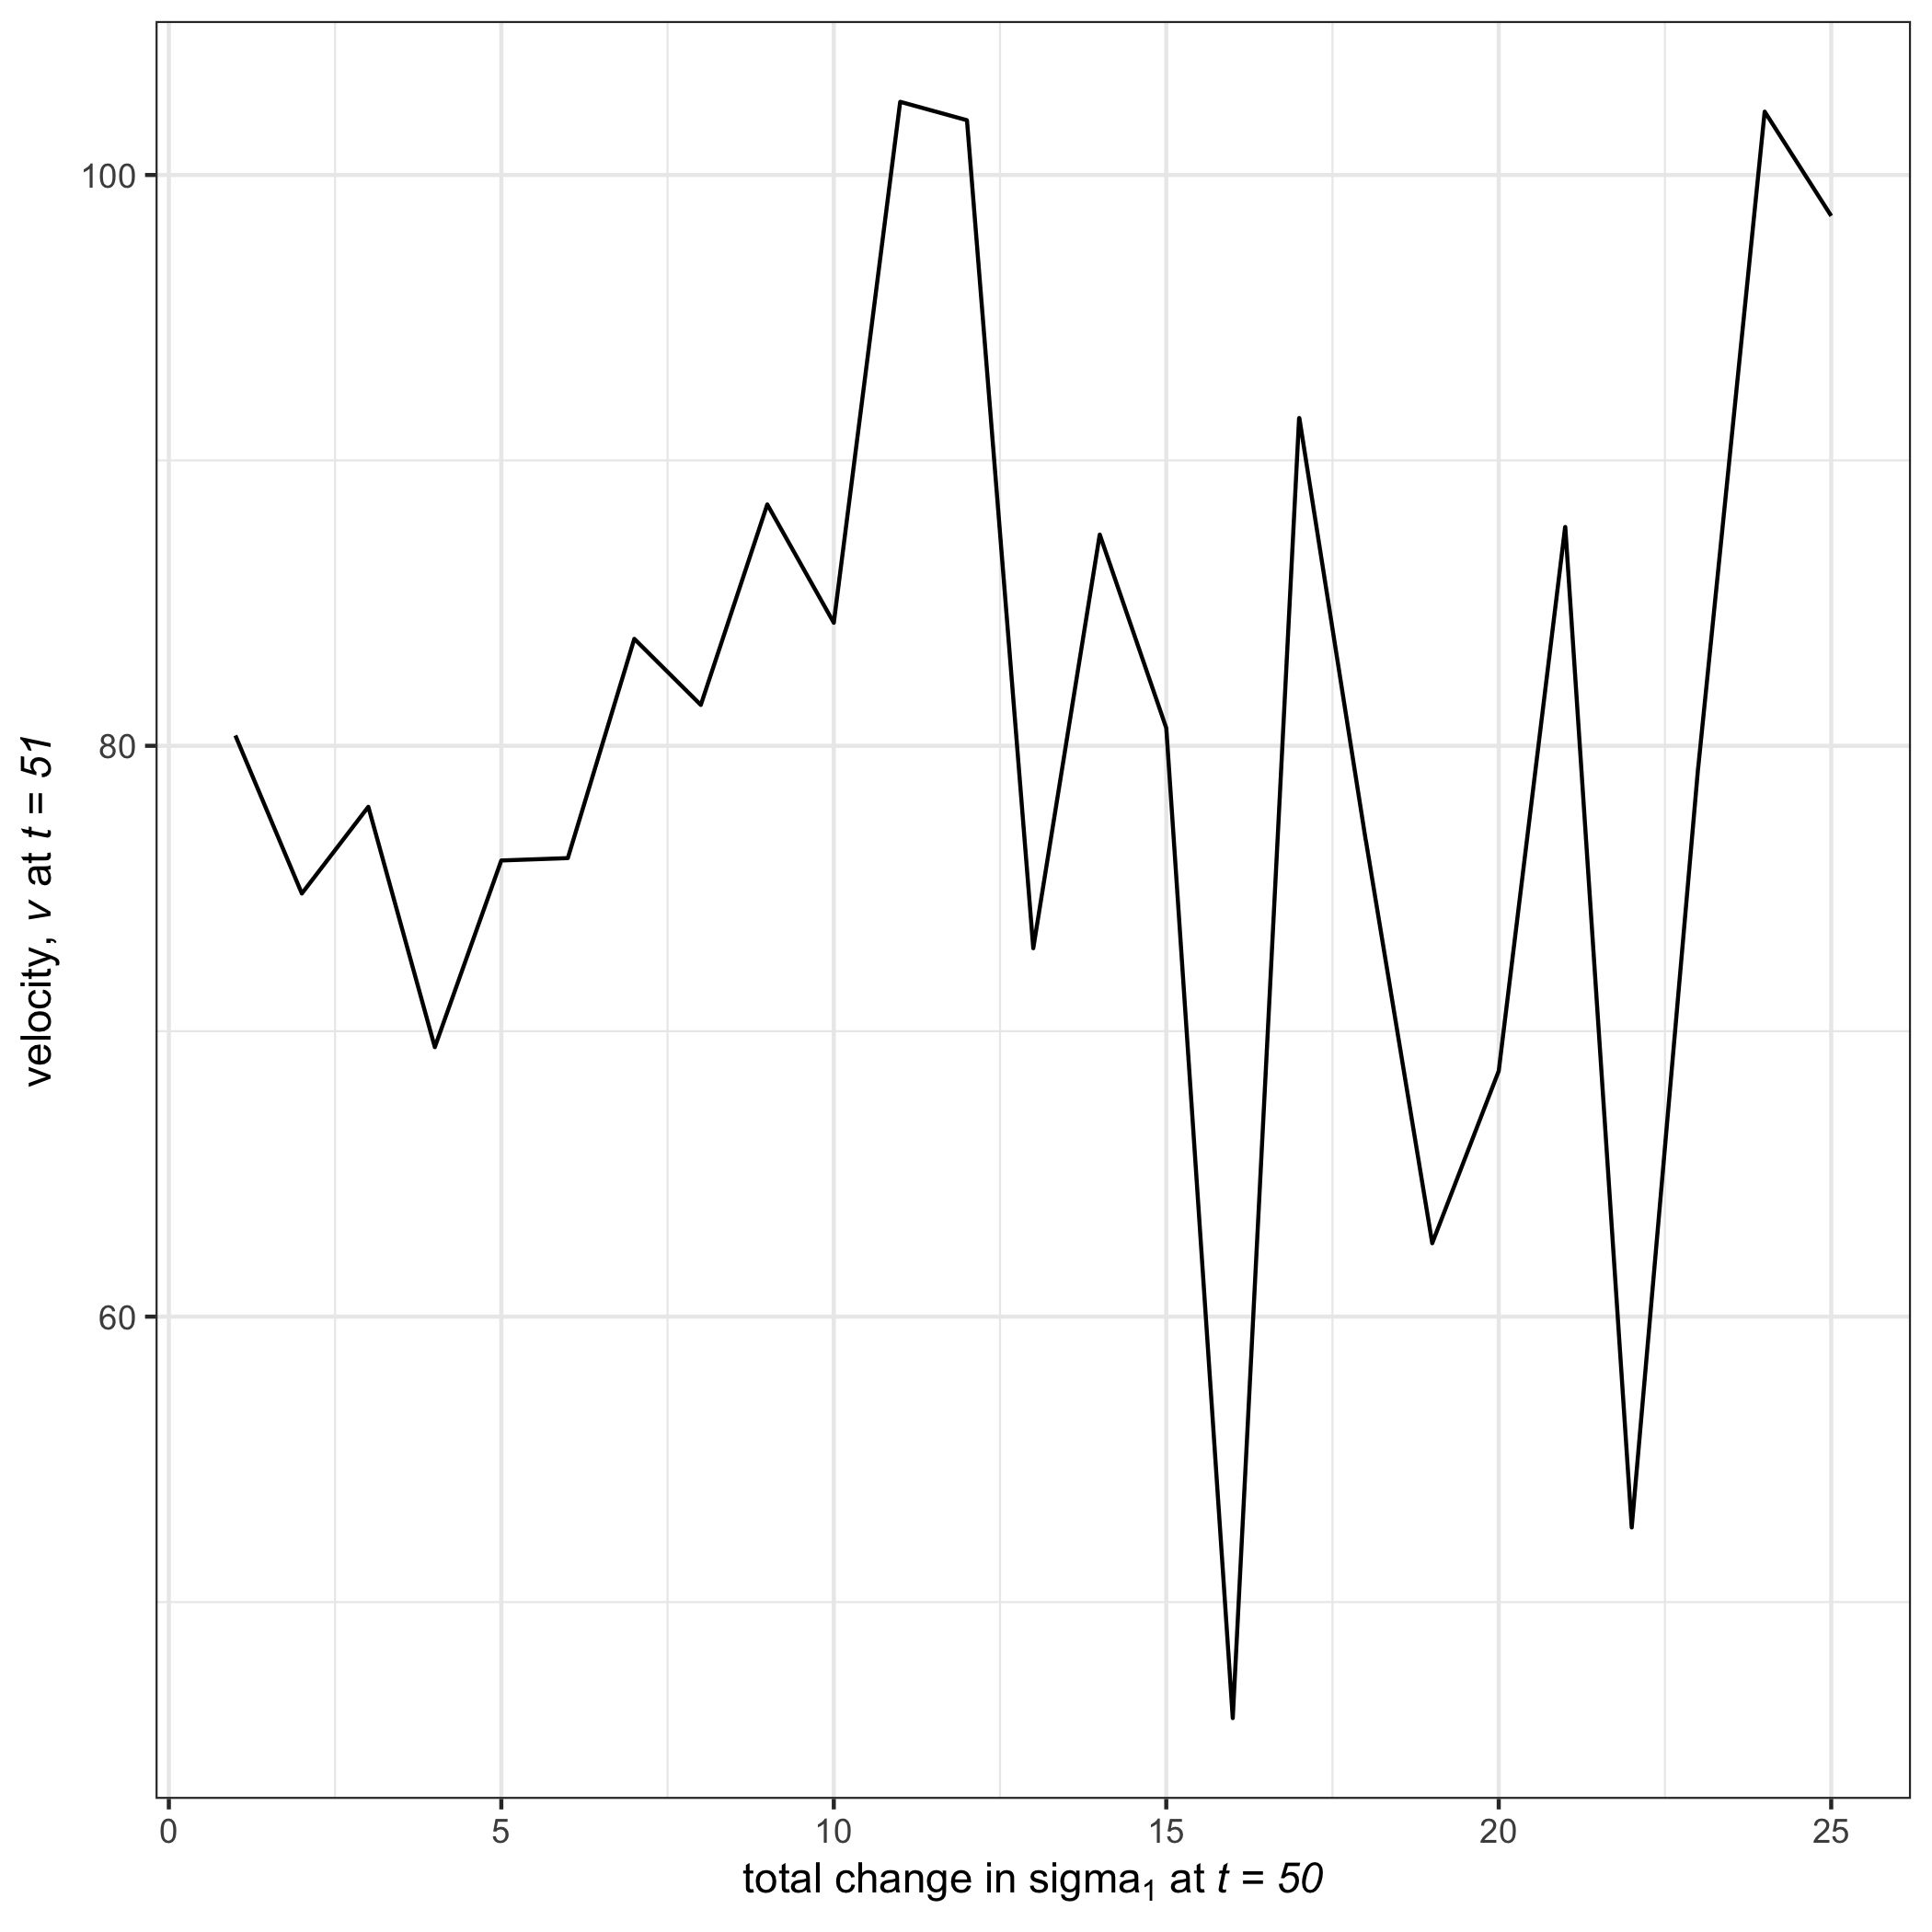 100
80
60
velocity, v at t = 51
0 5 10 15 20 25
total change in sigma₁ at t = 50